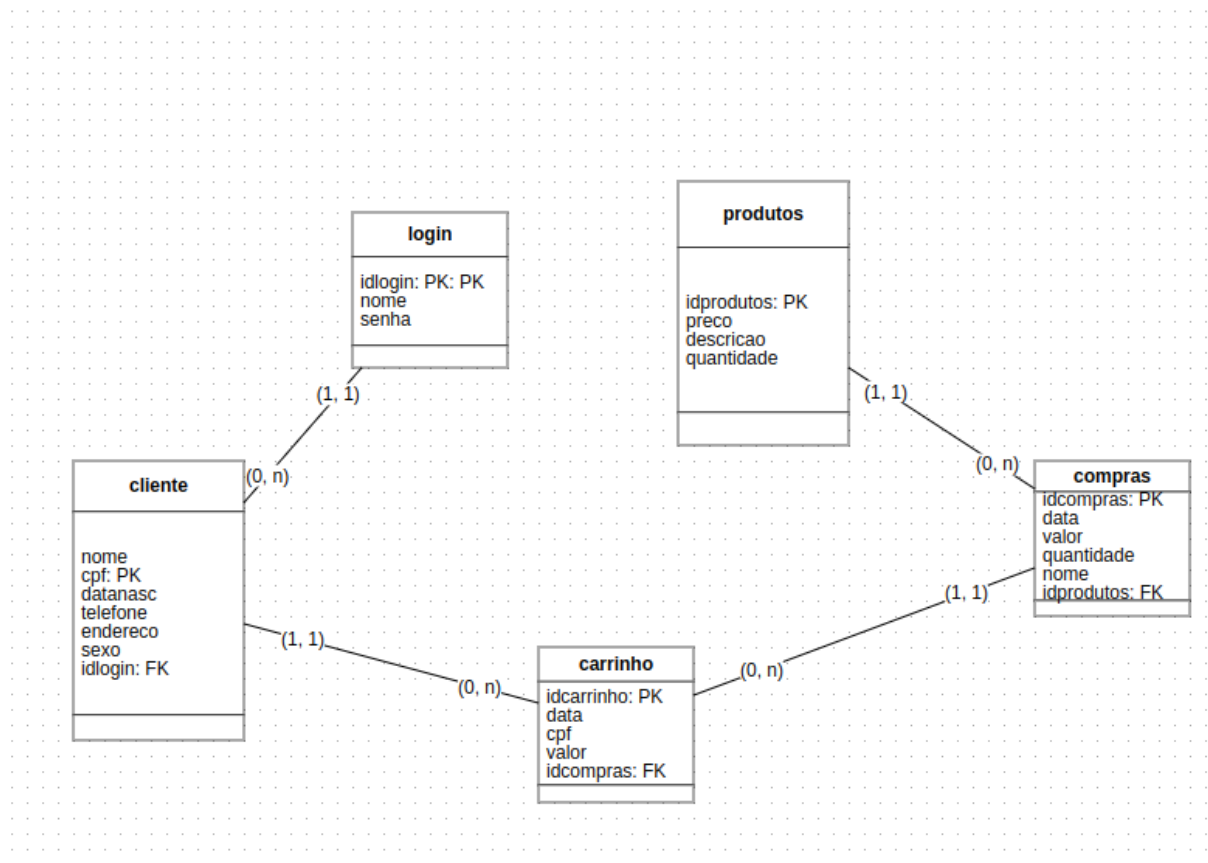 login
idlogin: PK: PK
nome
senha
produtos
idprodutos: PK
preco
descricao
quantidade
(1, 1)
(0, n)
(1, 1)
(0, n)
cliente
nome
cpf: PK
datanasc
telefone
endereco
sexo
idlogin: FK
compras
idcompras: PK
data
valor
quantidade
nome
idprodutos: FK
(1, 1)
(0, n)
(1, 1)
(0, n)
carrinho
idcarrinho: PK
data
cpf
valor
idcompras: FK